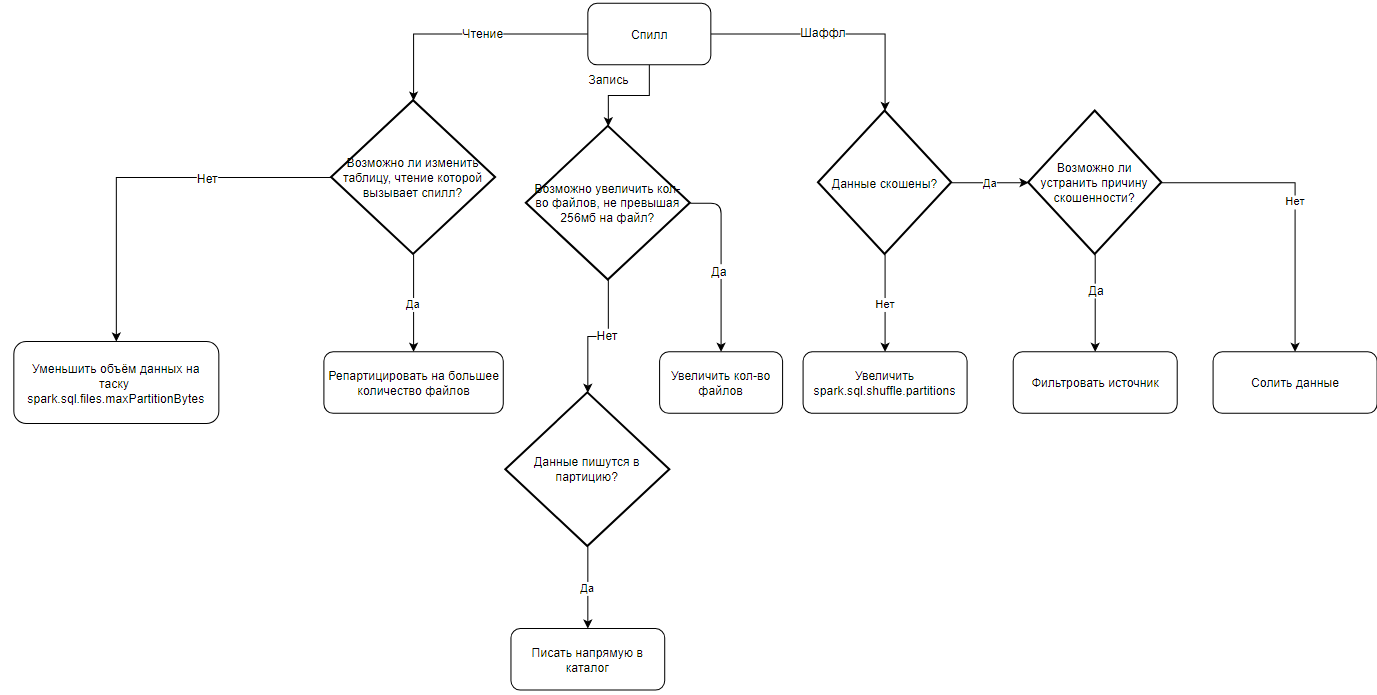 Спилл
Чтение
Запись
Шаффл
Возможно ли изменить
таблицу, чтение которой
вызывает спилл?
Возможно увеличить кол-
во файлов, не превышая
256мб на файл?
Данные скошены?
Да
Возможно ли
устранить причину
скошенности?
Нет
Нет
Да
Да
Нет
Да
Нет
Уменьшить объём данных на
таску
spark.sql.files.maxPartitionBytes
Репартицировать на большее
количество файлов
Увеличить кол-во
файлов
Увеличить
spark.sql.shuffle.partitions
Фильтровать источник
Солить данные
Данные пишутся в
партицию?
Да
Писать напрямую в
каталог